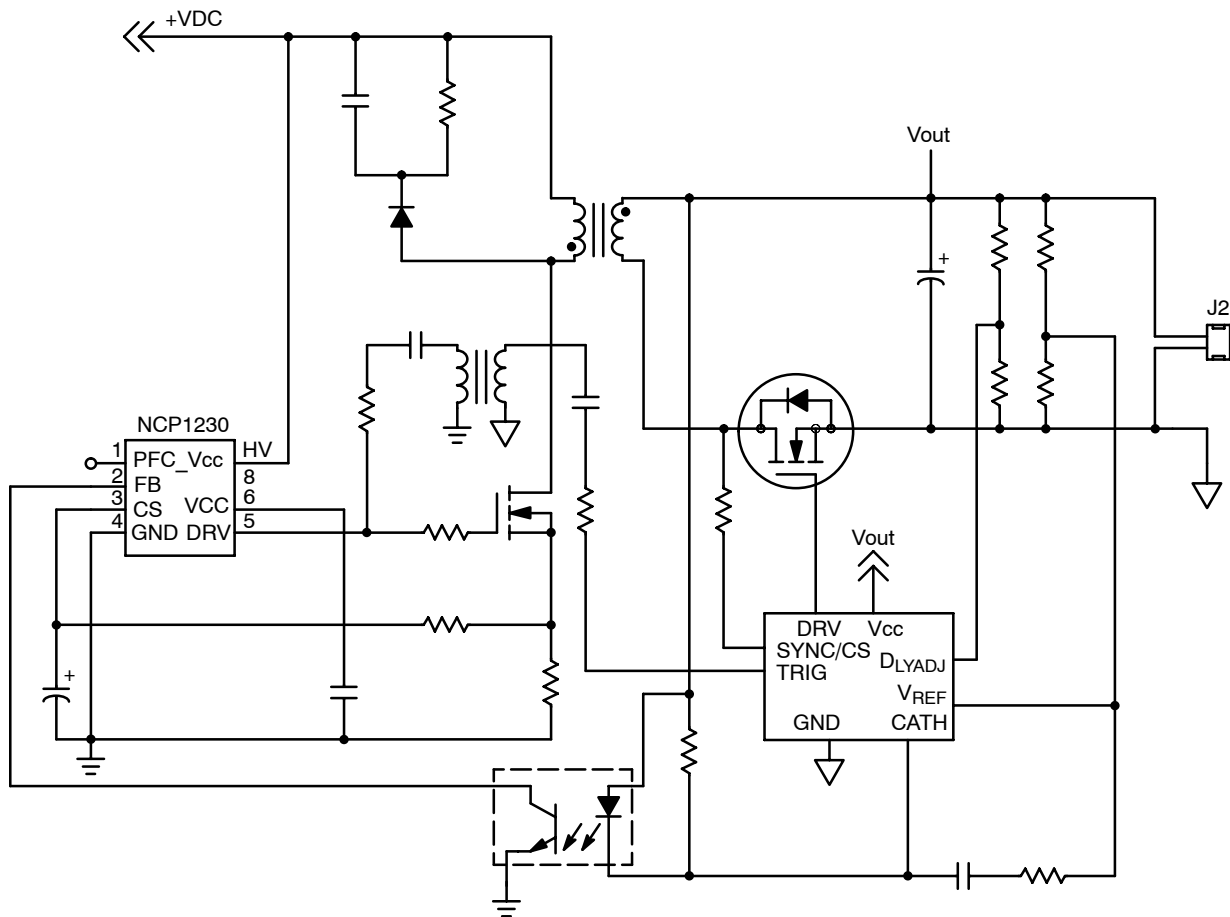 +VDC
Vout
+
J2
NCP1230
1 PFC_Vcc HV
2 FB 8
3 CS VCC 6
4 GND DRV 5
Vout
DRV Vcc
SYNC/CS DLYADJ
TRIG
VREF
GND CATH
+